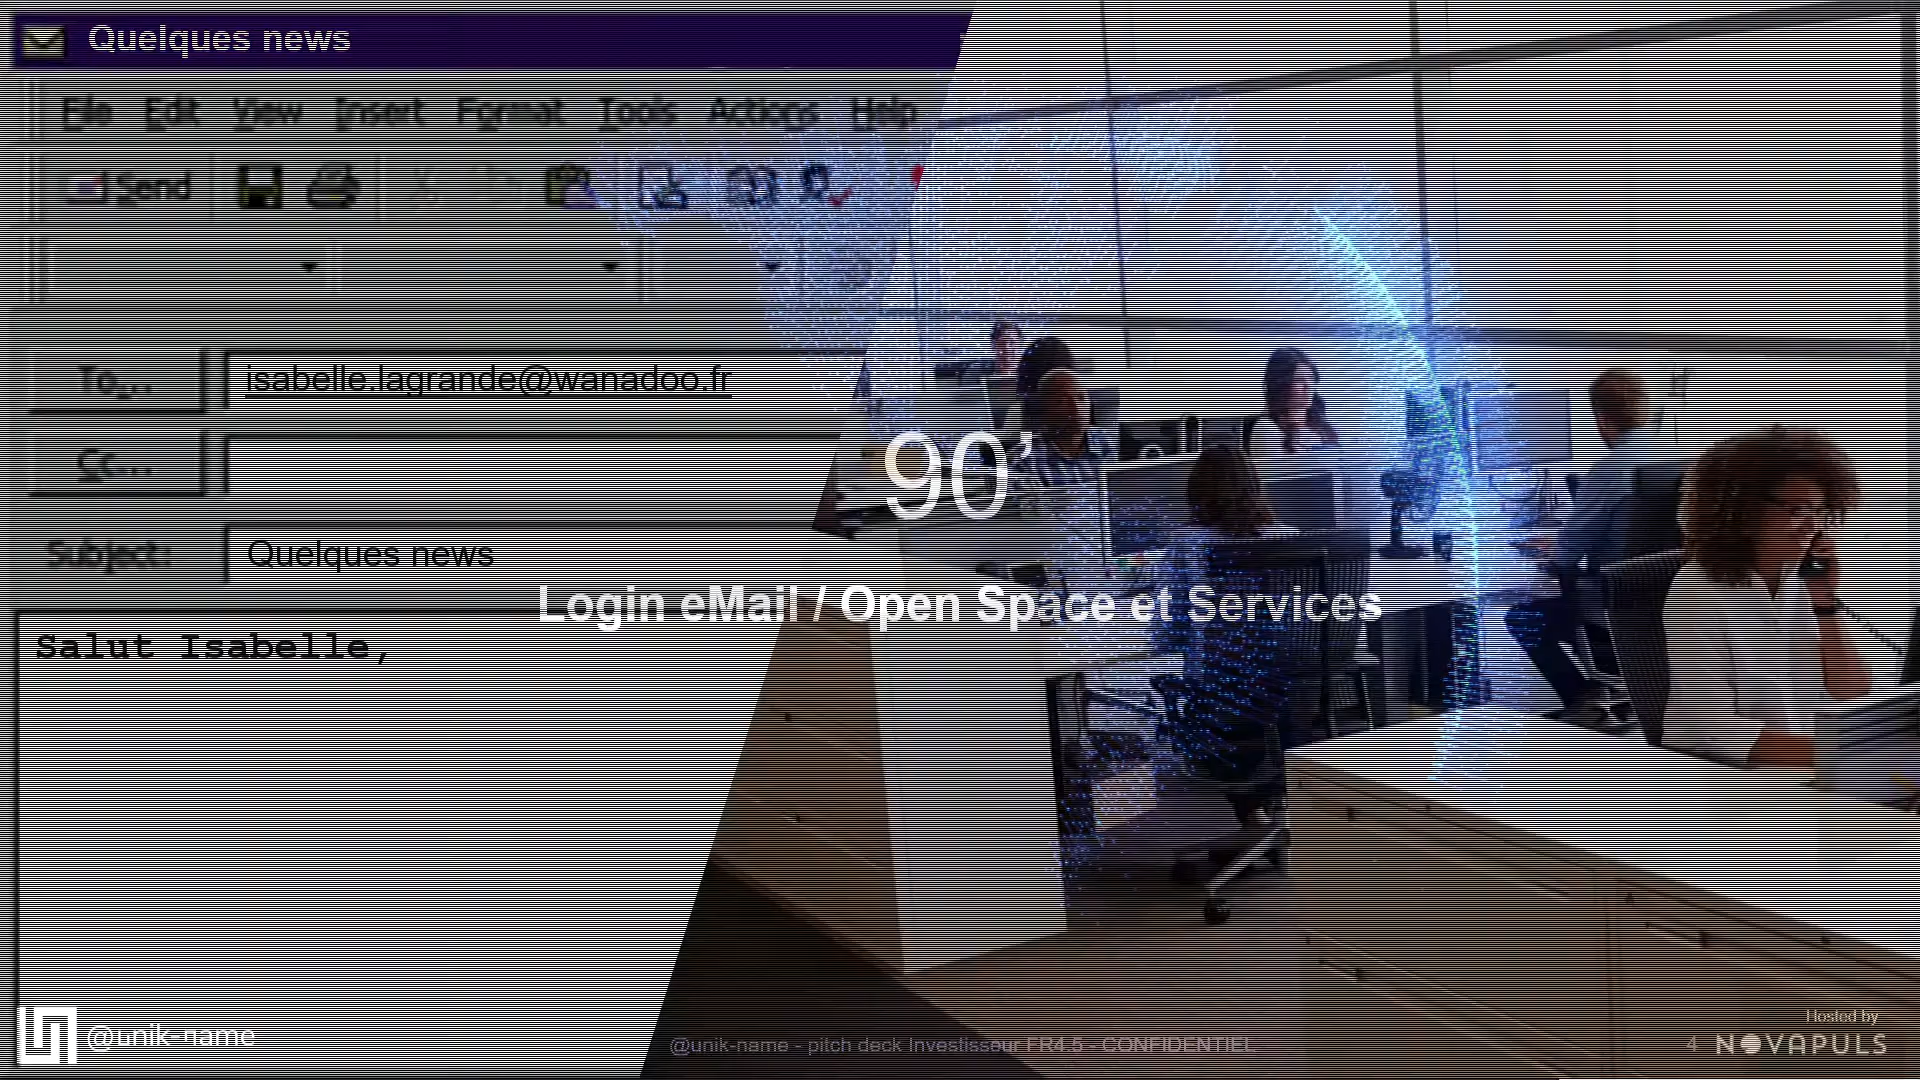 Quelques news
File Edit View Insert Format Tools Actions Help
Send
To...
isabelle.lagrande@wanadoo.fr
Cc...
90’
Subject:
Quelques news
Login eMail / Open Space et Services
Salut Isabelle,
Hosted by
@unik-name
@unik-name - pitch deck Investisseur FR4.5 - CONFIDENTIEL
4
NOVAPULS